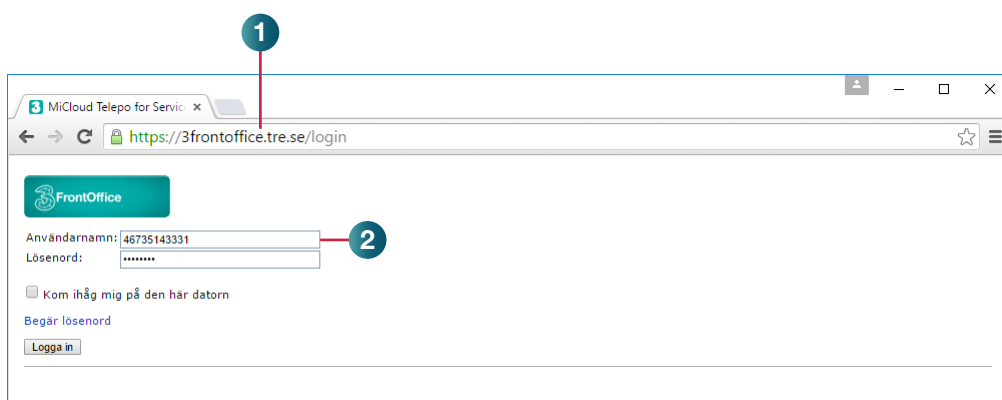 1
MiCloud Telepo for Servic
https://3frontoffice.tre.se/login
3 FrontOffice
Användarnamn: 46735143331
2
Lösenord: ••••••••
Kom ihåg mig på den här datorn
Begär lösenord
Logga in